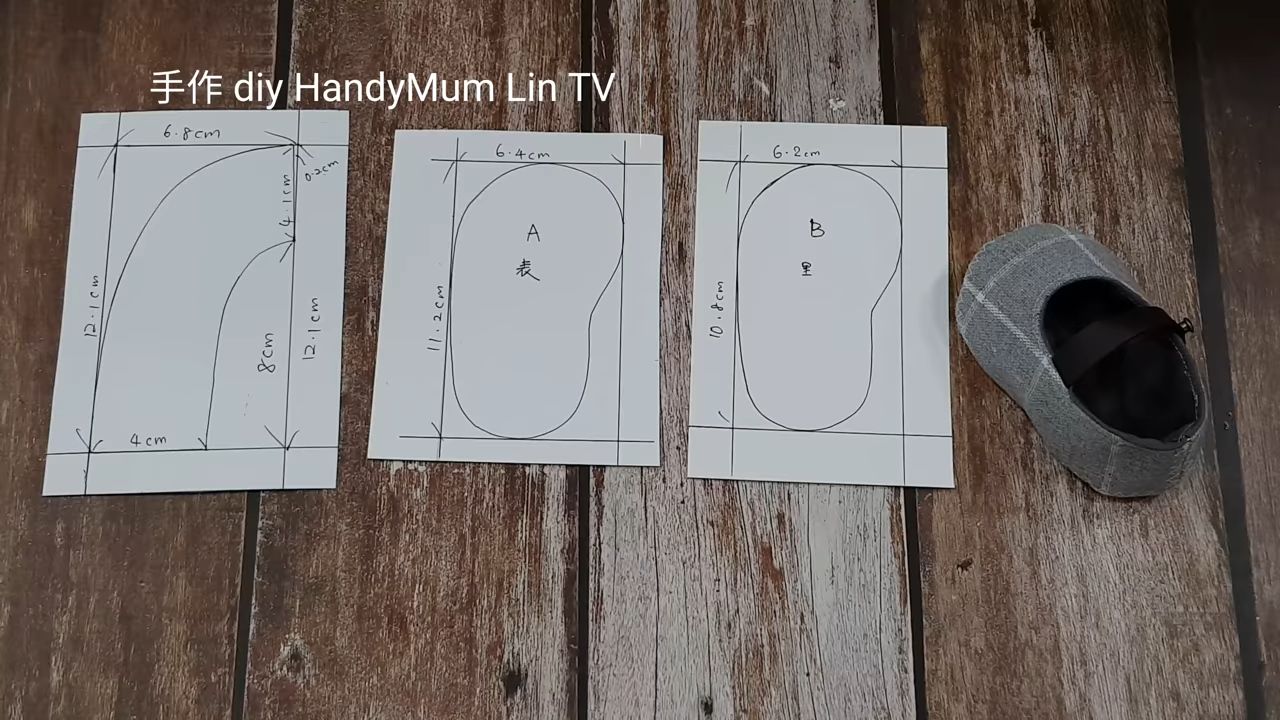 手作 diy HandyMum Lin TV
6.8cm
0.2cm
4.1cm
12.1cm
8cm
12.1cm
4cm
6.4cm
A
表
11.2cm
6.2cm
B
里
10.8cm